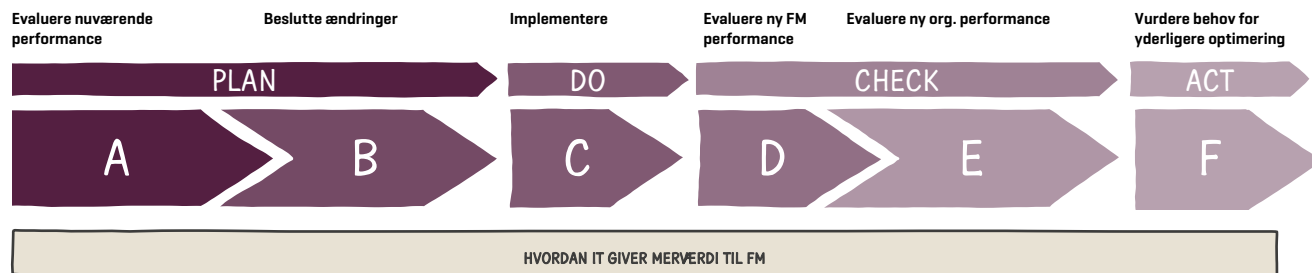 Evaluere nuværende
performance
Beslutte ændringer
Implementere
Evaluere ny FM
performance
Evaluere ny org. performance
Vurdere behov for
yderligere optimering
PLAN
DO
CHECK
ACT
A
B
C
D
E
F
HVORDAN IT GIVER MERVÆRDI TIL FM